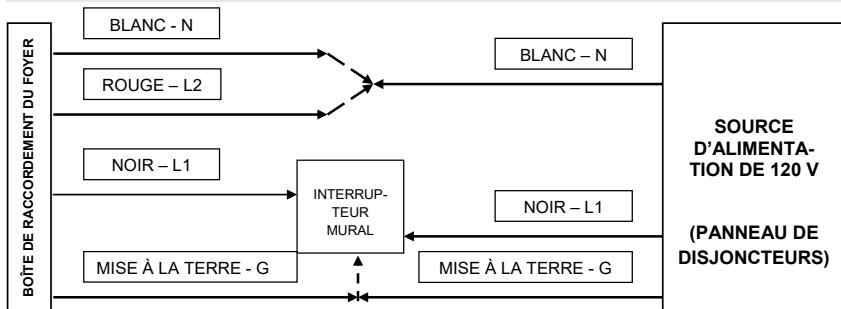 BOÎTE DE RACCORDEMENT DU FOYER
BLANC - N
ROUGE – L2
NOIR – L1
MISE À LA TERRE - G
INTERRUP-
TEUR
MURAL
BLANC – N
NOIR – L1
MISE À LA TERRE – G
SOURCE
D’ALIMENTA-
TION DE 120 V
(PANNEAU DE
DISJONCTEURS)